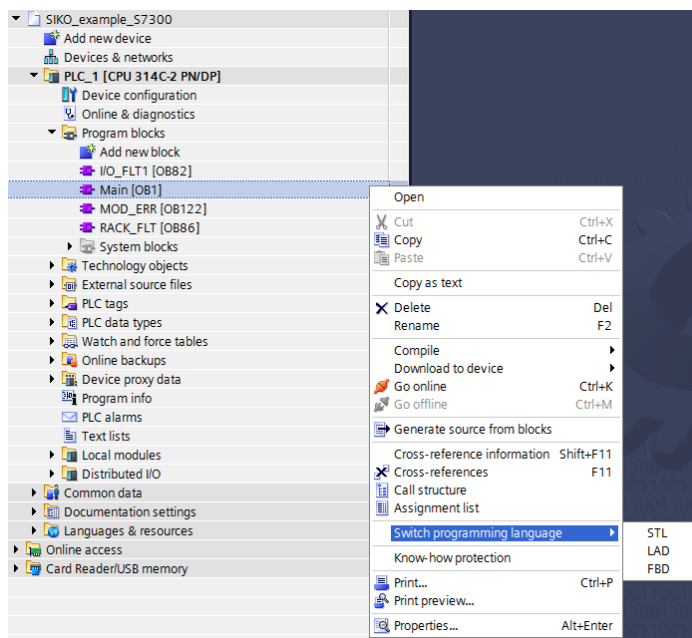 SIKO_example_S7300
Add new device
Devices & networks
PLC_1 [CPU 314C-2 PN/DP]
Device configuration
Online & diagnostics
Program blocks
Add new block
I/O_FLT1 [OB82]
Main [OB1]
MOD_ERR [OB122]
RACK_FLT [OB86]
System blocks
Technology objects
External source files
PLC tags
PLC data types
Watch and force tables
Online backups
Device proxy data
Program info
PLC alarms
Text lists
Local modules
Distributed I/O
Common data
Documentation settings
Languages & resources
Online access
Card Reader/USB memory
Open
Cut Ctrl+X
Copy Ctrl+C
Paste Ctrl+V
Copy as text
Delete Del
Rename F2
Compile
Download to device
Go online Ctrl+K
Go offline Ctrl+M
Generate source from blocks
Cross-reference information Shift+F11
Cross-references F11
Call structure
Assignment list
Switch programming language
Know-how protection
Print... Ctrl+P
Print preview...
Properties... Alt+Enter
STL
LAD
FBD